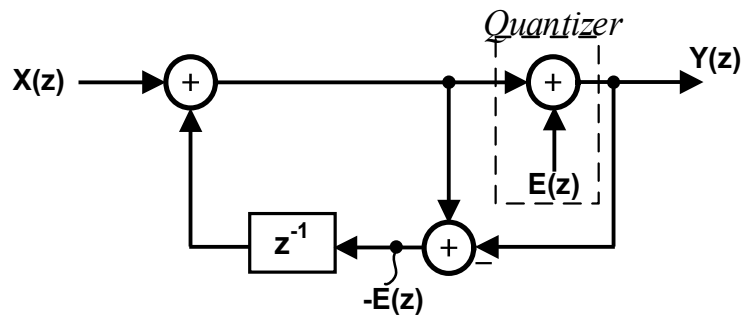 Quantizer
X(z)
+
+
Y(z)
E(z)
z⁻¹
+
−
-E(z)